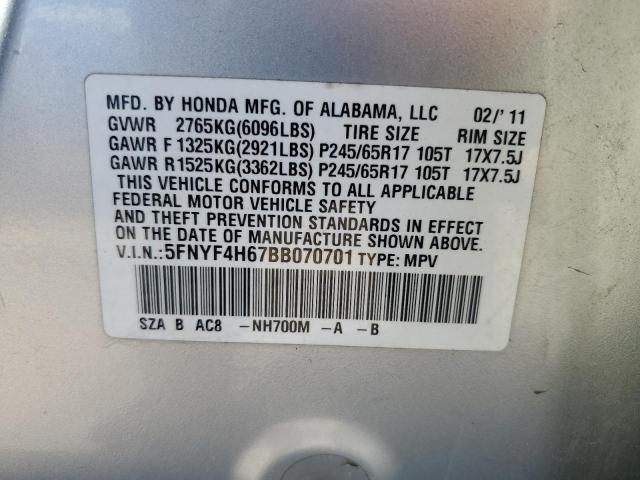 MFD. BY HONDA MFG. OF ALABAMA, LLC 02/' 11
GVWR 2765KG(6096LBS) TIRE SIZE RIM SIZE
GAWR F 1325KG(2921LBS) P245/65R17 105T 17X7.5J
GAWR R1525KG(3362LBS) P245/65R17 105T 17X7.5J
THIS VEHICLE CONFORMS TO ALL APPLICABLE
FEDERAL MOTOR VEHICLE SAFETY
AND THEFT PREVENTION STANDARDS IN EFFECT
ON THE DATE OF MANUFACTURE SHOWN ABOVE.
V.I.N.:5FNYF4H67BB070701 TYPE: MPV
SZA B AC8 -NH700M -A -B